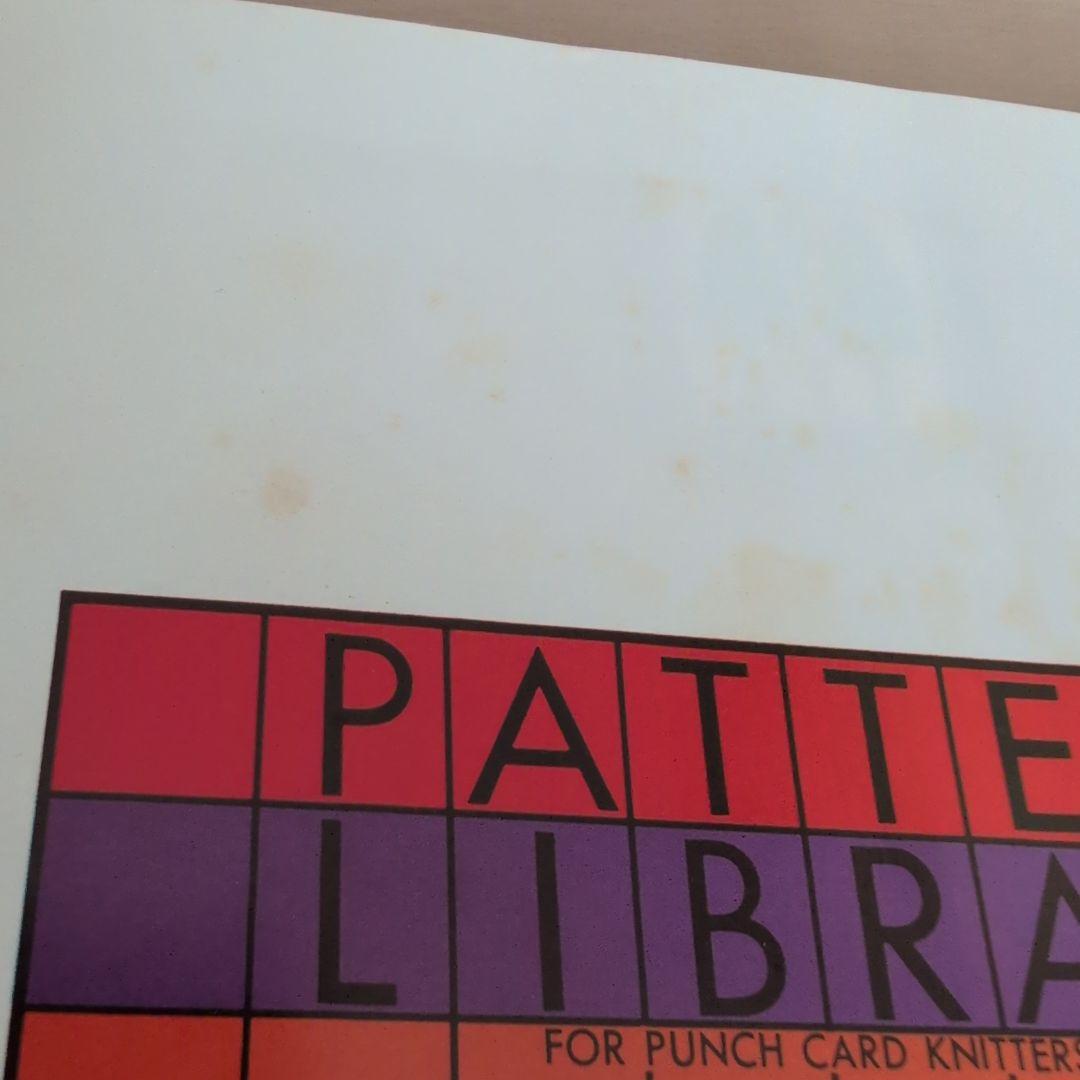 PATTE
LIBRA
FOR PUNCH CARD KNITTERS